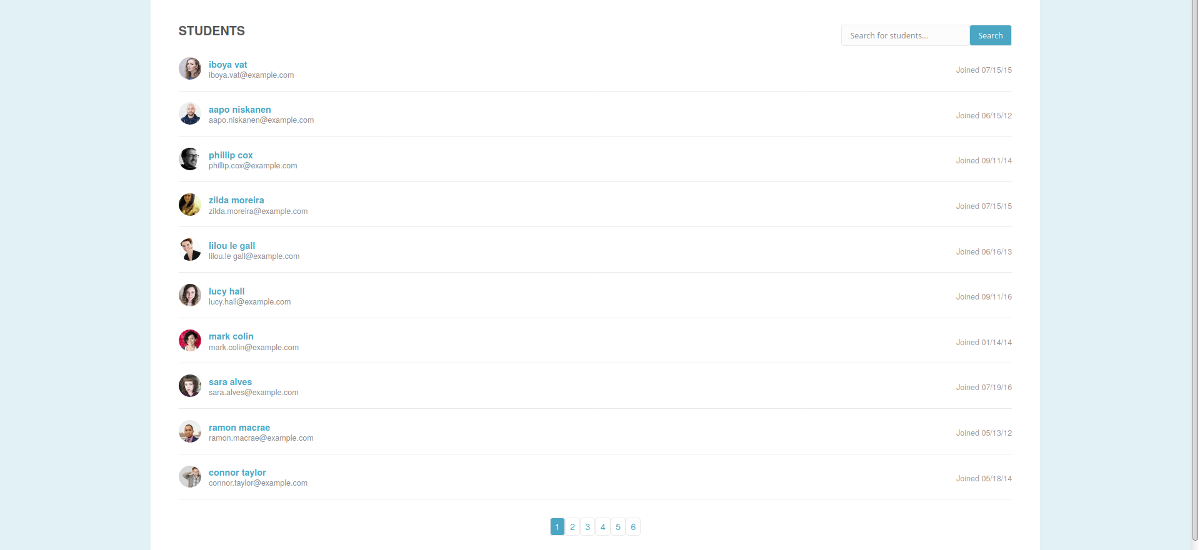 STUDENTS
Search for students... Search
iboya vat
iboya.vat@example.com
Joined 07/15/15
aapo niskanen
aapo.niskanen@example.com
Joined 06/15/12
phillip cox
phillip.cox@example.com
Joined 09/11/14
zilda moreira
zilda.moreira@example.com
Joined 07/15/15
lilou le gall
lilou.le gall@example.com
Joined 06/16/13
lucy hall
lucy.hall@example.com
Joined 09/11/16
mark colin
mark.colin@example.com
Joined 01/14/14
sara alves
sara.alves@example.com
Joined 07/19/16
ramon macrae
ramon.macrae@example.com
Joined 05/13/12
connor taylor
connor.taylor@example.com
Joined 05/18/14
1 2 3 4 5 6